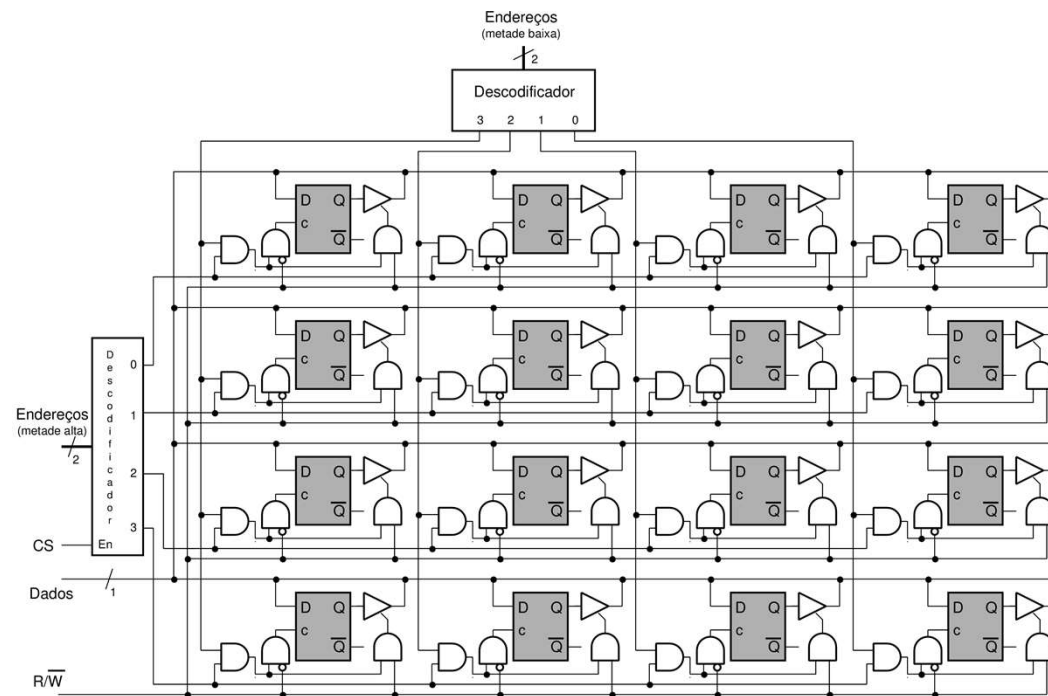 Endereços
(metade baixa)
2
Descodificador
3 2 1 0
D Q D Q D Q D Q
c c c c
Q̅ Q̅ Q̅ Q̅
D Q D Q D Q D Q
c c c c
Q̅ Q̅ Q̅ Q̅
Descodificador
0
1
2
3
En
Endereços
(metade alta)
2
CS
D Q D Q D Q D Q
c c c c
Q̅ Q̅ Q̅ Q̅
Dados
1
D Q D Q D Q D Q
c c c c
Q̅ Q̅ Q̅ Q̅
R/W̅